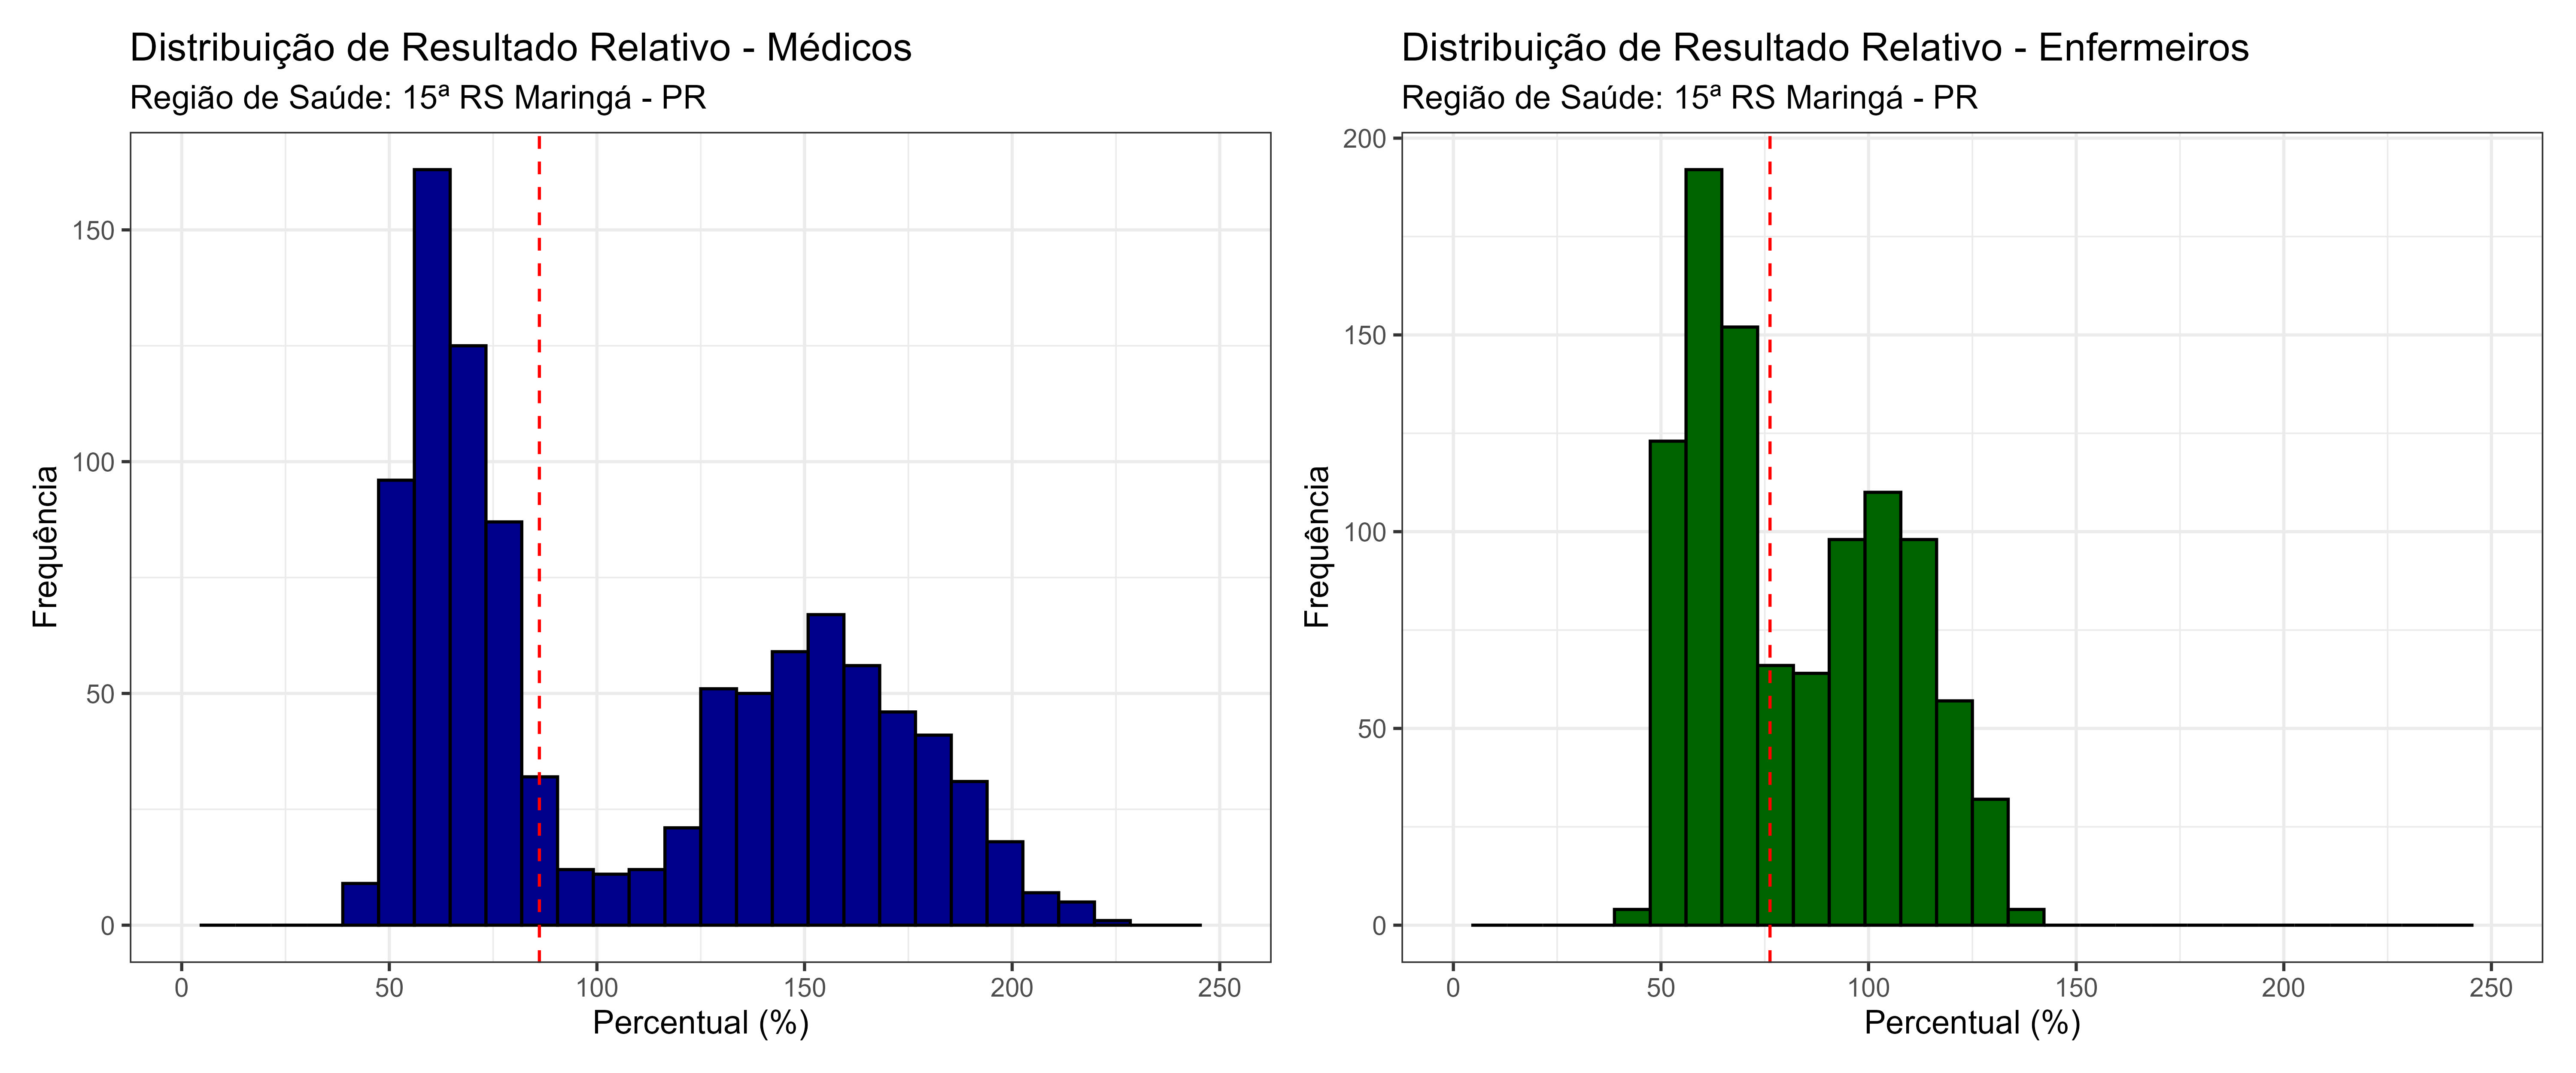 Distribuição de Resultado Relativo - Médicos
Região de Saúde: 15ª RS Maringá - PR
Frequência
150
100
50
0
0 50 100 150 200 250
Percentual (%)
Distribuição de Resultado Relativo - Enfermeiros
Região de Saúde: 15ª RS Maringá - PR
Frequência
200
150
100
50
0
0 50 100 150 200 250
Percentual (%)